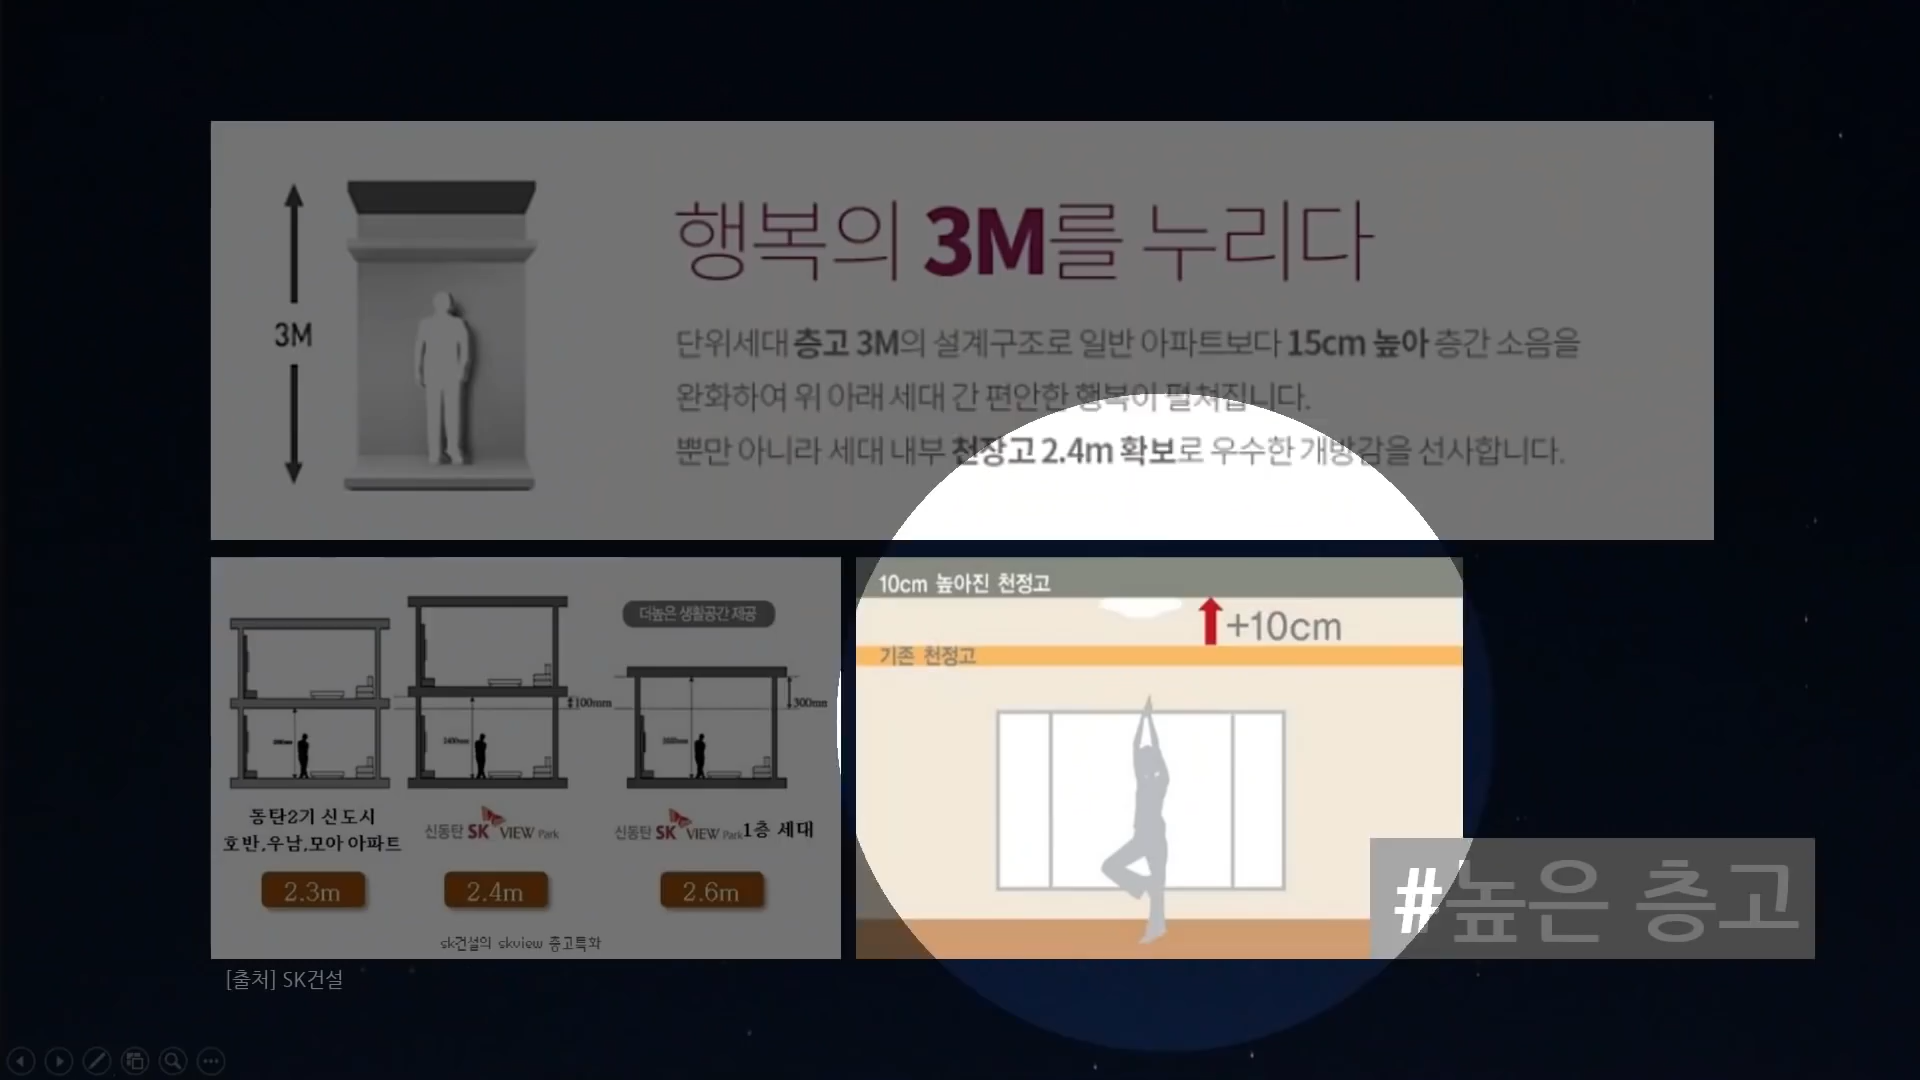 3M
행복의 3M를 누리다
단위세대 층고 3M의 설계구조로 일반 아파트보다 15cm 높아 층간 소음을
완화하여 위 아래 세대 간 편안한 행복이 펼쳐집니다.
뿐만 아니라 세대 내부 천장고 2.4m 확보로 우수한 개방감을 선사합니다.
더높은 생활공간 제공
100mm
300mm
동탄2기 신도시
호반,우남,모아 아파트
신동탄 SK VIEW Park
신동탄 SK VIEW Park 1층 세대
2.3m
2.4m
2.6m
sk건설의 skview 층고특화
10cm 높아진 천정고
+10cm
기존 천정고
#높은 층고
[출처] SK건설